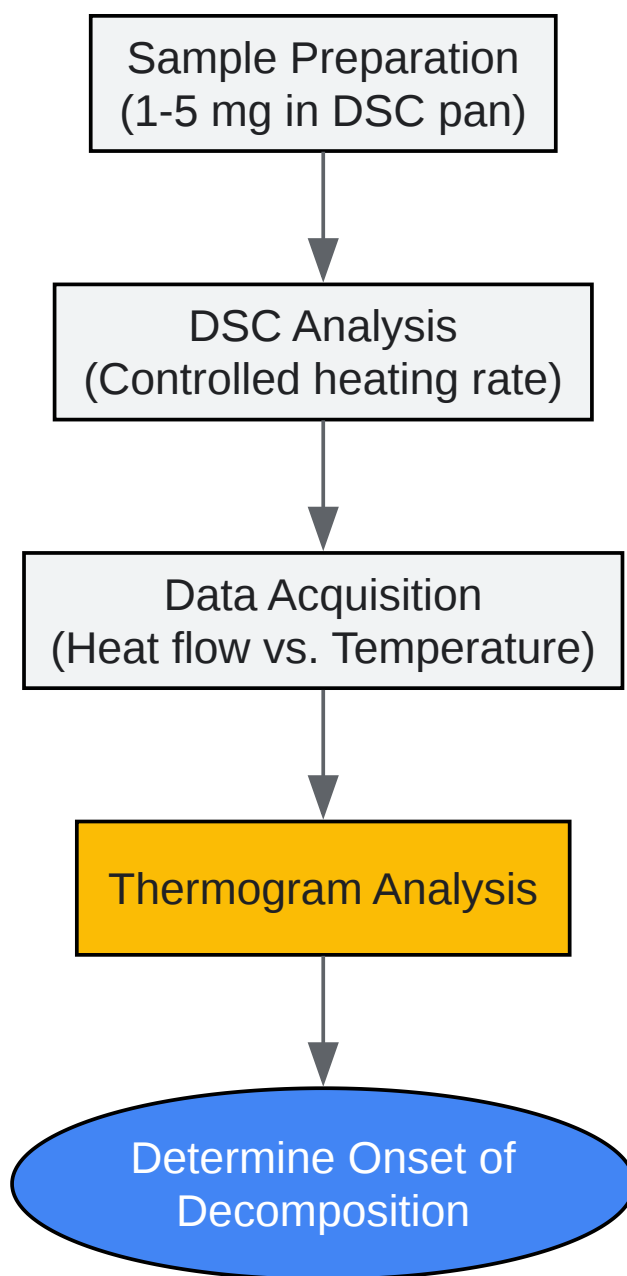 Sample Preparation
(1-5 mg in DSC pan)
DSC Analysis
(Controlled heating rate)
Data Acquisition
(Heat flow vs. Temperature)
Thermogram Analysis
Determine Onset of
Decomposition